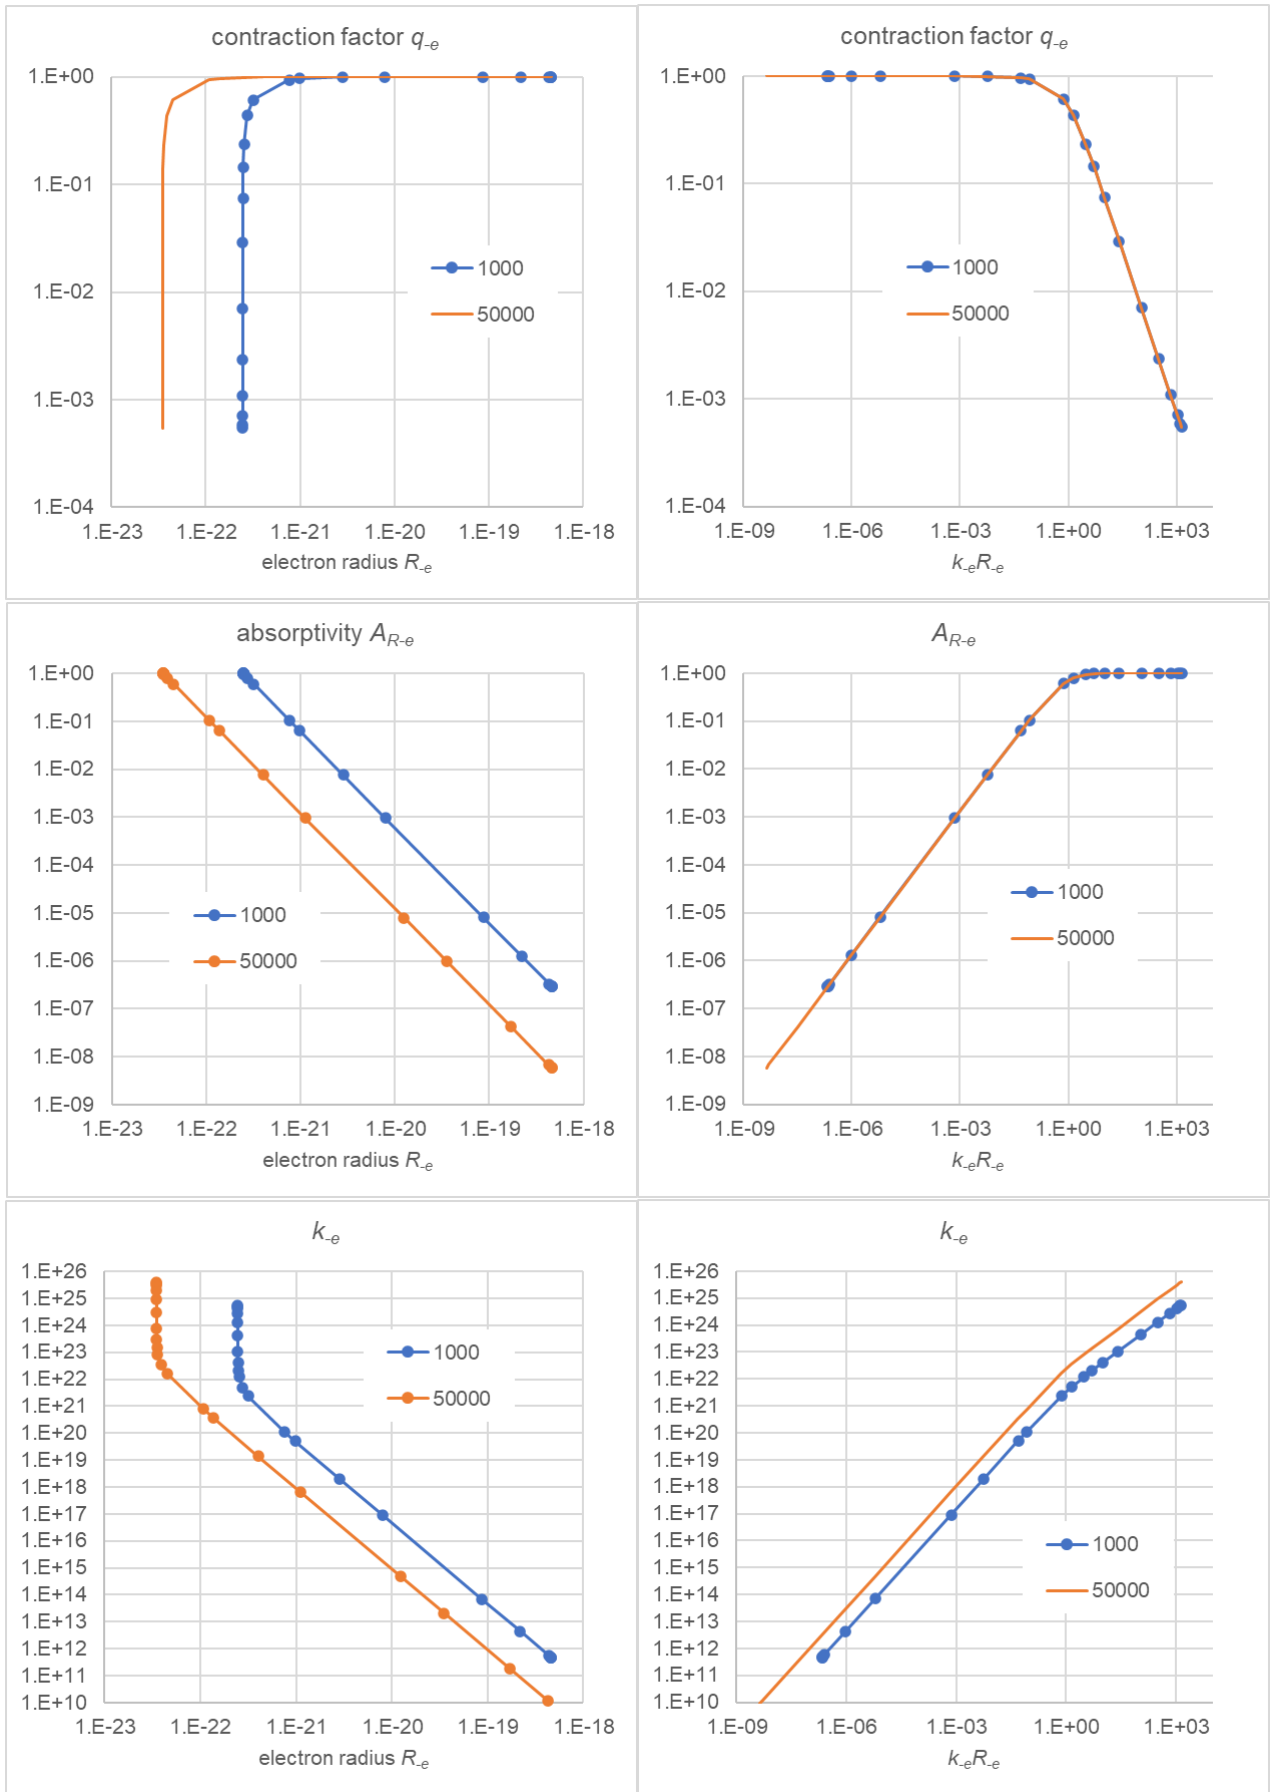 contraction factor q-e
1.E+00
1.E-01
1.E-02
1.E-03
1.E-04
1000
50000
1.E-23 1.E-22 1.E-21 1.E-20 1.E-19 1.E-18
electron radius R-e
contraction factor q-e
1.E+00
1.E-01
1.E-02
1.E-03
1.E-04
1000
50000
1.E-09 1.E-06 1.E-03 1.E+00 1.E+03
k-eR-e
absorptivity AR-e
1.E+00
1.E-01
1.E-02
1.E-03
1.E-04
1.E-05
1.E-06
1.E-07
1.E-08
1.E-09
1000
50000
1.E-23 1.E-22 1.E-21 1.E-20 1.E-19 1.E-18
electron radius R-e
AR-e
1.E+00
1.E-01
1.E-02
1.E-03
1.E-04
1.E-05
1.E-06
1.E-07
1.E-08
1.E-09
1000
50000
1.E-09 1.E-06 1.E-03 1.E+00 1.E+03
k-eR-e
k-e
1.E+26
1.E+25
1.E+24
1.E+23
1.E+22
1.E+21
1.E+20
1.E+19
1.E+18
1.E+17
1.E+16
1.E+15
1.E+14
1.E+13
1.E+12
1.E+11
1.E+10
1000
50000
1.E-23 1.E-22 1.E-21 1.E-20 1.E-19 1.E-18
electron radius R-e
k-e
1.E+26
1.E+25
1.E+24
1.E+23
1.E+22
1.E+21
1.E+20
1.E+19
1.E+18
1.E+17
1.E+16
1.E+15
1.E+14
1.E+13
1.E+12
1.E+11
1.E+10
1000
50000
1.E-09 1.E-06 1.E-03 1.E+00 1.E+03
k-eR-e